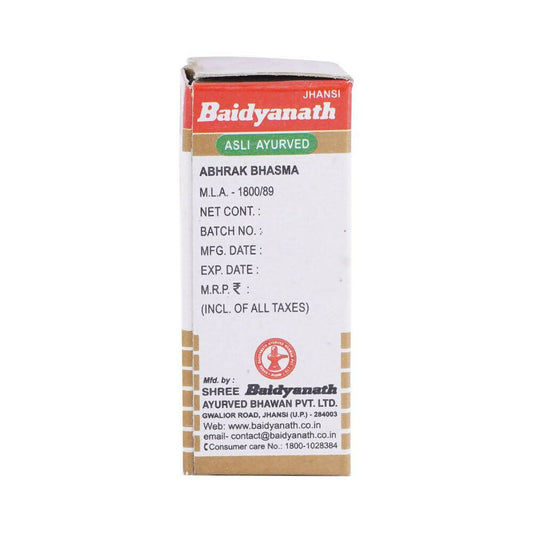 JHANSI
Baidyanath
ASLI AYURVED
ABHRAK BHASMA
M.L.A. - 1800/89
NET CONT. :
BATCH NO. :
MFG. DATE :
EXP. DATE :
M.R.P. ₹ :
(INCL. OF ALL TAXES)
Mfd. by :
SHREE Baidyanath
AYURVED BHAWAN PVT. LTD.
GWALIOR ROAD, JHANSI (U.P.) - 284003
Web: www.baidyanath.co.in
email- contact@baidyanath.co.in
Consumer care No.: 1800-1028384